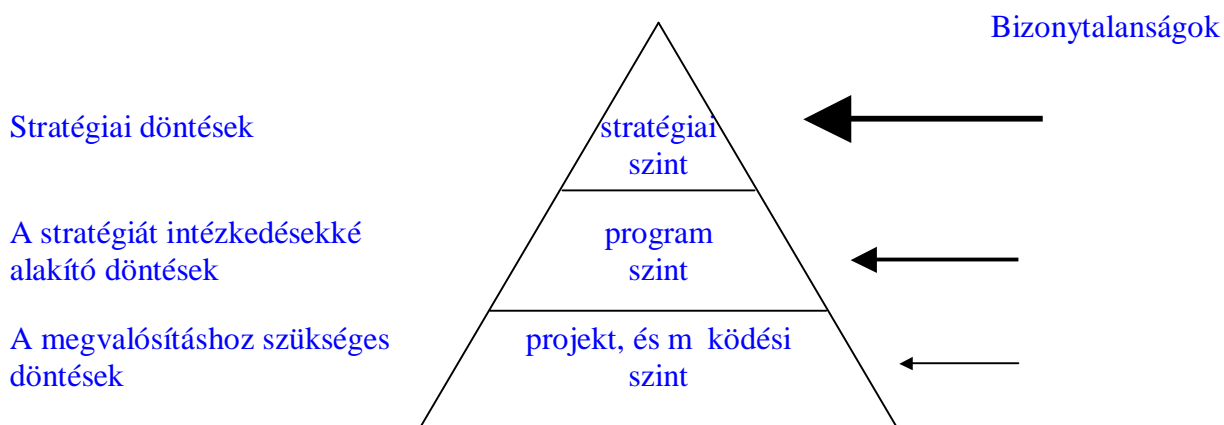 Bizonytalanságok
Stratégiai döntések
stratégiai
szint
A stratégiát intézkedésekké
alakító döntések
program
szint
A megvalósításhoz szükséges
döntések
projekt, és m ködési
szint